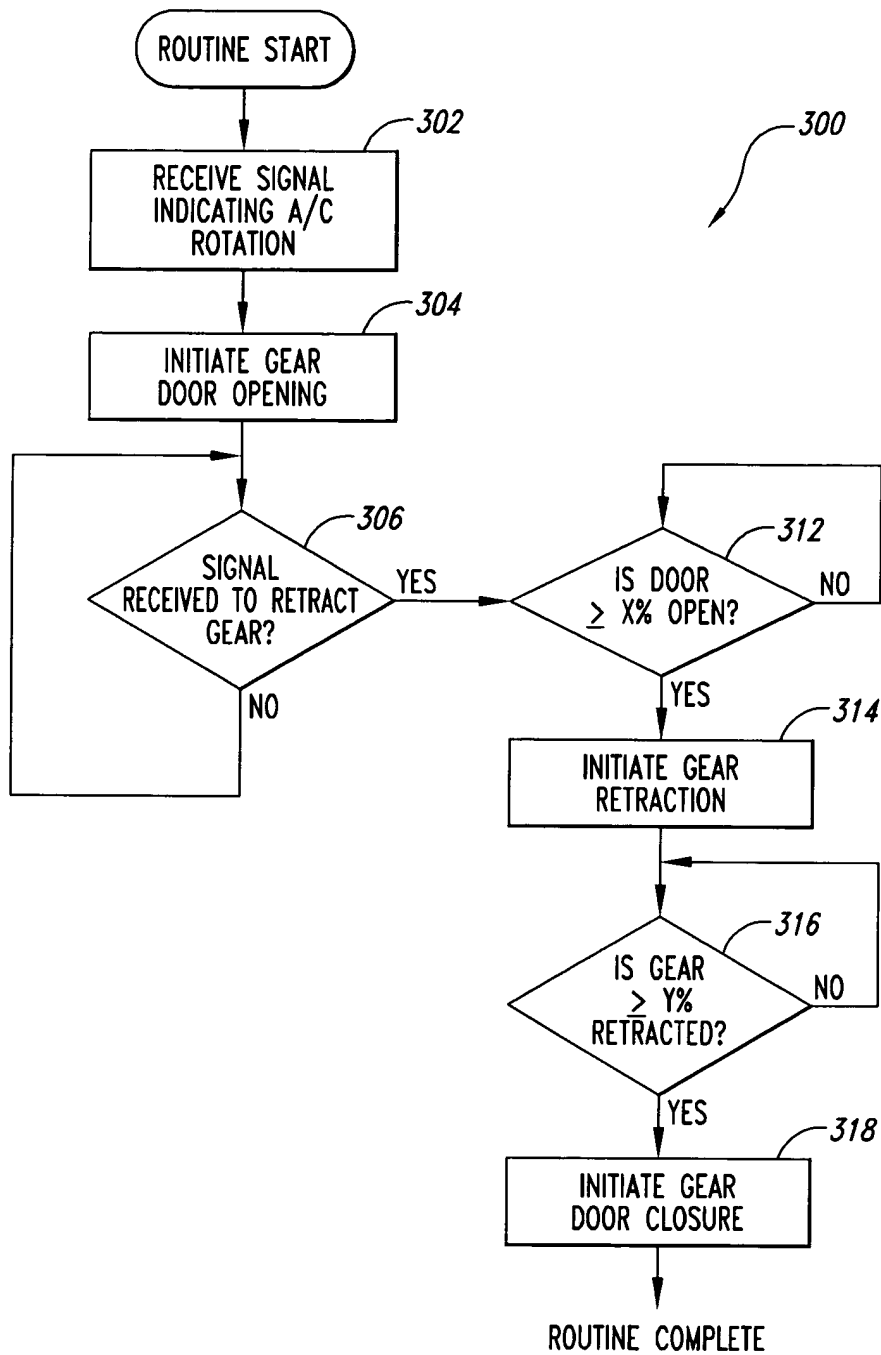 ROUTINE START
302
300
RECEIVE SIGNAL
INDICATING A/C
ROTATION
304
INITIATE GEAR
DOOR OPENING
306
SIGNAL
RECEIVED TO RETRACT
GEAR?
YES
NO
312
IS DOOR
≥ X% OPEN?
NO
YES
314
INITIATE GEAR
RETRACTION
316
IS GEAR
≥ Y%
RETRACTED?
NO
YES
318
INITIATE GEAR
DOOR CLOSURE
ROUTINE COMPLETE